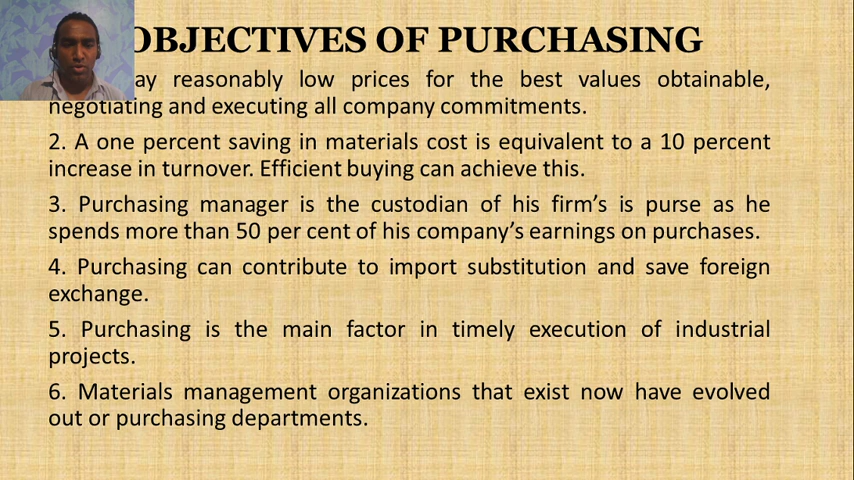 OBJECTIVES OF PURCHASING
reasonably low prices for the best values obtainable,
negotiating and executing all company commitments.
2. A one percent saving in materials cost is equivalent to a 10 percent
increase in turnover. Efficient buying can achieve this.
3. Purchasing manager is the custodian of his firm’s is purse as he
spends more than 50 per cent of his company’s earnings on purchases.
4. Purchasing can contribute to import substitution and save foreign
exchange.
5. Purchasing is the main factor in timely execution of industrial
projects.
6. Materials management organizations that exist now have evolved
out or purchasing departments.